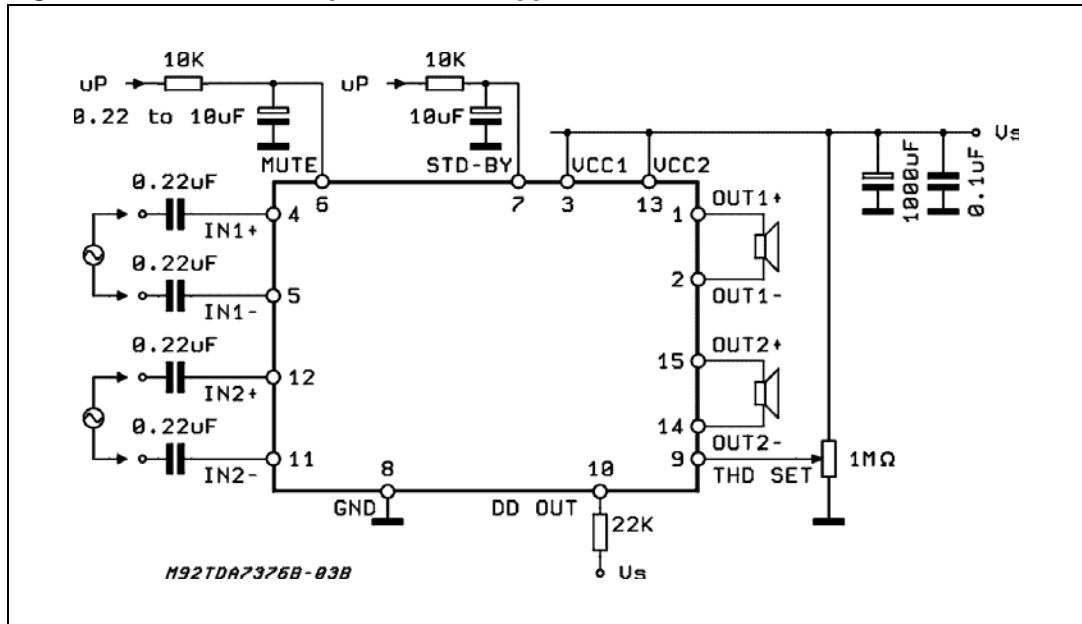 uP
10K
0.22 to 10uF
uP
10K
10uF
MUTE
6
STD-BY
7
VCC1
3
VCC2
13
Vs
1000uF
0.1uF
0.22uF
4
IN1+
0.22uF
5
IN1-
0.22uF
12
IN2+
0.22uF
11
IN2-
1
OUT1+
2
OUT1-
15
OUT2+
14
OUT2-
9
THD SET
1MΩ
8
GND
10
DD OUT
22K
Vs
M92TDA7376B-03B